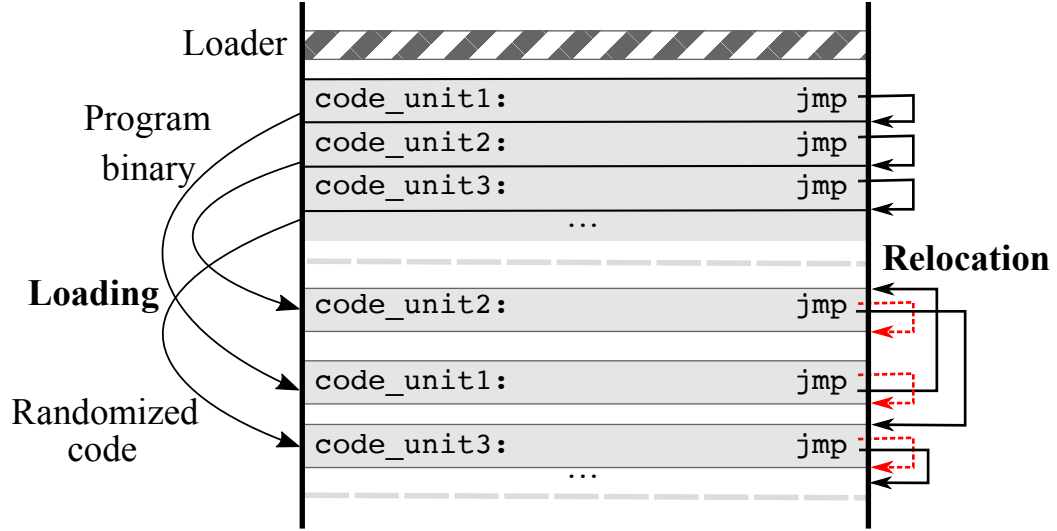 Loader
code_unit1: jmp
Program
binary
code_unit2: jmp
code_unit3: jmp
...
Relocation
Loading
code_unit2: jmp
code_unit1: jmp
Randomized
code
code_unit3: jmp
...